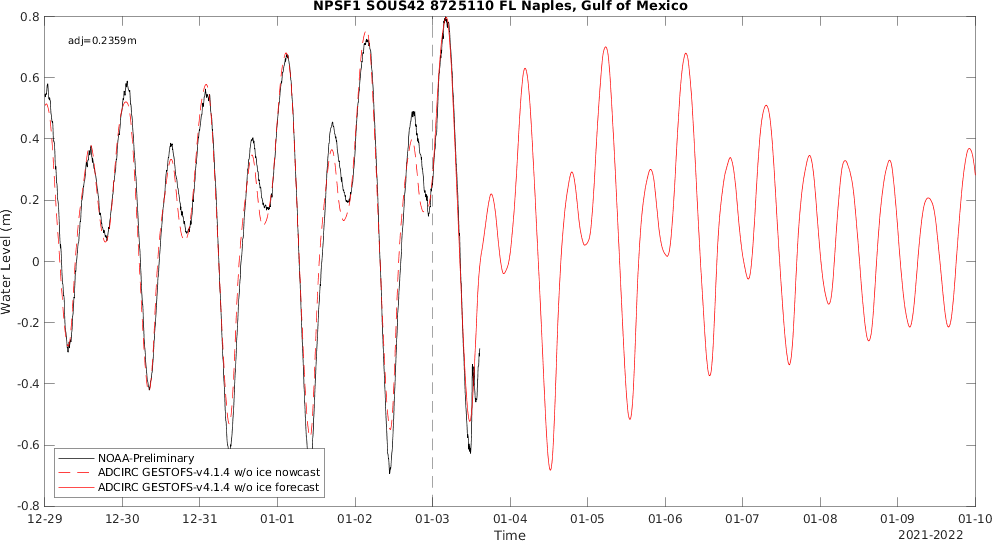 NPSF1 SOUS42 8725110 FL Naples, Gulf of Mexico
adj=0.2359m
0.8
0.6
0.4
0.2
0
-0.2
-0.4
-0.6
-0.8
Water Level (m)
NOAA-Preliminary
ADCIRC GESTOFS-v4.1.4 w/o ice nowcast
ADCIRC GESTOFS-v4.1.4 w/o ice forecast
12-29 12-30 12-31 01-01 01-02 01-03 01-04 01-05 01-06 01-07 01-08 01-09 01-10
Time
2021-2022